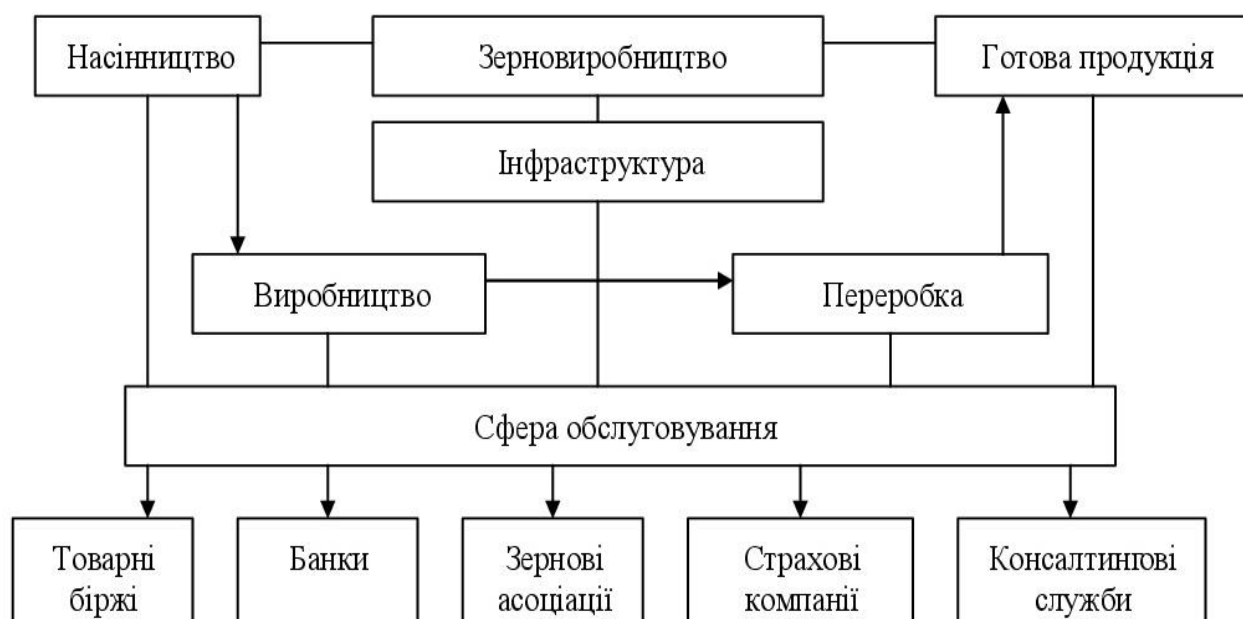 Насінництво
Зерновиробництво
Готова продукція
Інфраструктура
Виробництво
Переробка
Сфера обслуговування
Товарні
біржі
Банки
Зернові
асоціації
Страхові
компанії
Консалтингові
служби